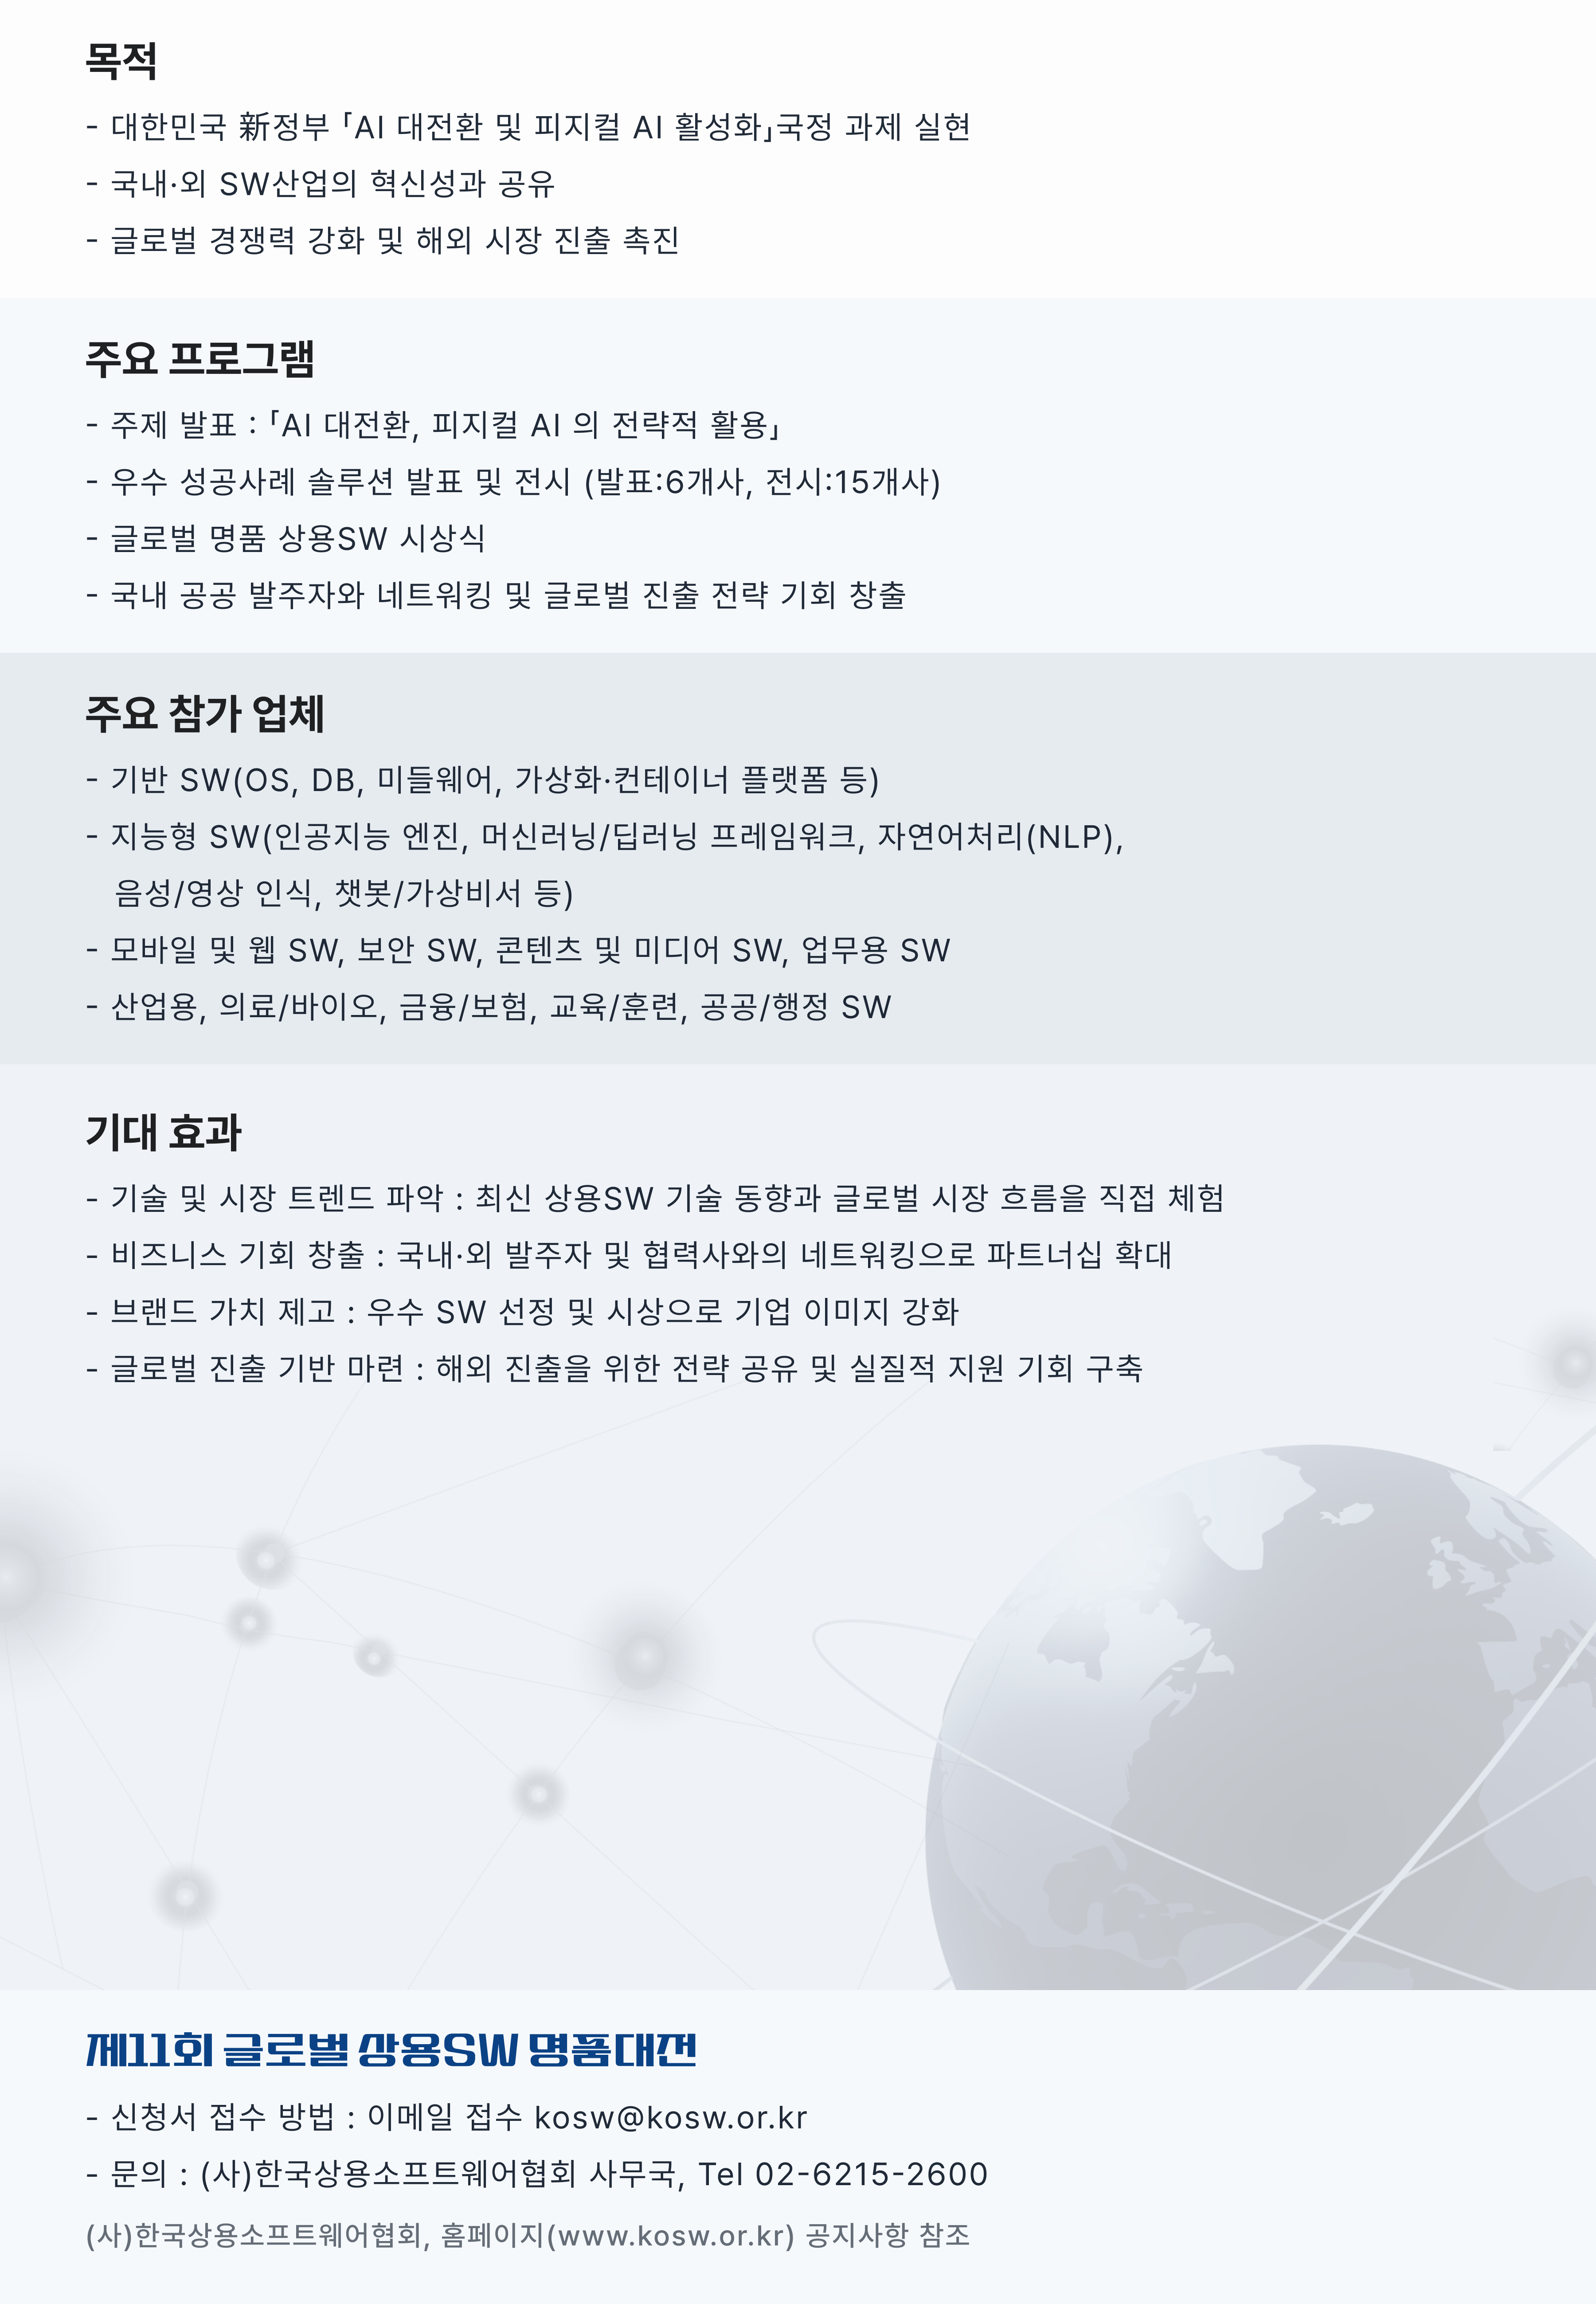 목적
- 대한민국 新정부 ｢AI 대전환 및 피지컬 AI 활성화｣국정 과제 실현
- 국내·외 SW산업의 혁신성과 공유
- 글로벌 경쟁력 강화 및 해외 시장 진출 촉진
주요 프로그램
- 주제 발표 : ｢AI 대전환, 피지컬 AI 의 전략적 활용｣
- 우수 성공사례 솔루션 발표 및 전시 (발표:6개사, 전시:15개사)
- 글로벌 명품 상용SW 시상식
- 국내 공공 발주자와 네트워킹 및 글로벌 진출 전략 기회 창출
주요 참가 업체
- 기반 SW(OS, DB, 미들웨어, 가상화·컨테이너 플랫폼 등)
- 지능형 SW(인공지능 엔진, 머신러닝/딥러닝 프레임워크, 자연어처리(NLP),
음성/영상 인식, 챗봇/가상비서 등)
- 모바일 및 웹 SW, 보안 SW, 콘텐츠 및 미디어 SW, 업무용 SW
- 산업용, 의료/바이오, 금융/보험, 교육/훈련, 공공/행정 SW
기대 효과
- 기술 및 시장 트렌드 파악 : 최신 상용SW 기술 동향과 글로벌 시장 흐름을 직접 체험
- 비즈니스 기회 창출 : 국내·외 발주자 및 협력사와의 네트워킹으로 파트너십 확대
- 브랜드 가치 제고 : 우수 SW 선정 및 시상으로 기업 이미지 강화
- 글로벌 진출 기반 마련 : 해외 진출을 위한 전략 공유 및 실질적 지원 기회 구축
제11회 글로벌 상용SW 명품대전
- 신청서 접수 방법 : 이메일 접수 kosw@kosw.or.kr
- 문의 : (사)한국상용소프트웨어협회 사무국, Tel 02-6215-2600
(사)한국상용소프트웨어협회, 홈페이지(www.kosw.or.kr) 공지사항 참조